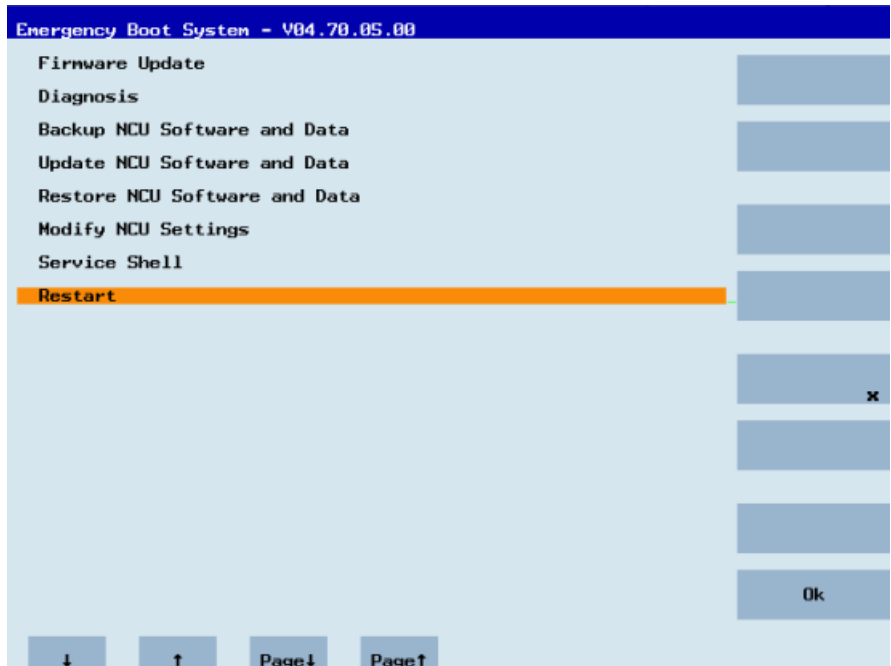 Emergency Boot System - V04.70.05.00
Firmware Update
Diagnosis
Backup NCU Software and Data
Update NCU Software and Data
Restore NCU Software and Data
Modify NCU Settings
Service Shell
Restart
x
Ok
↓ ↑ Page↓ Page↑